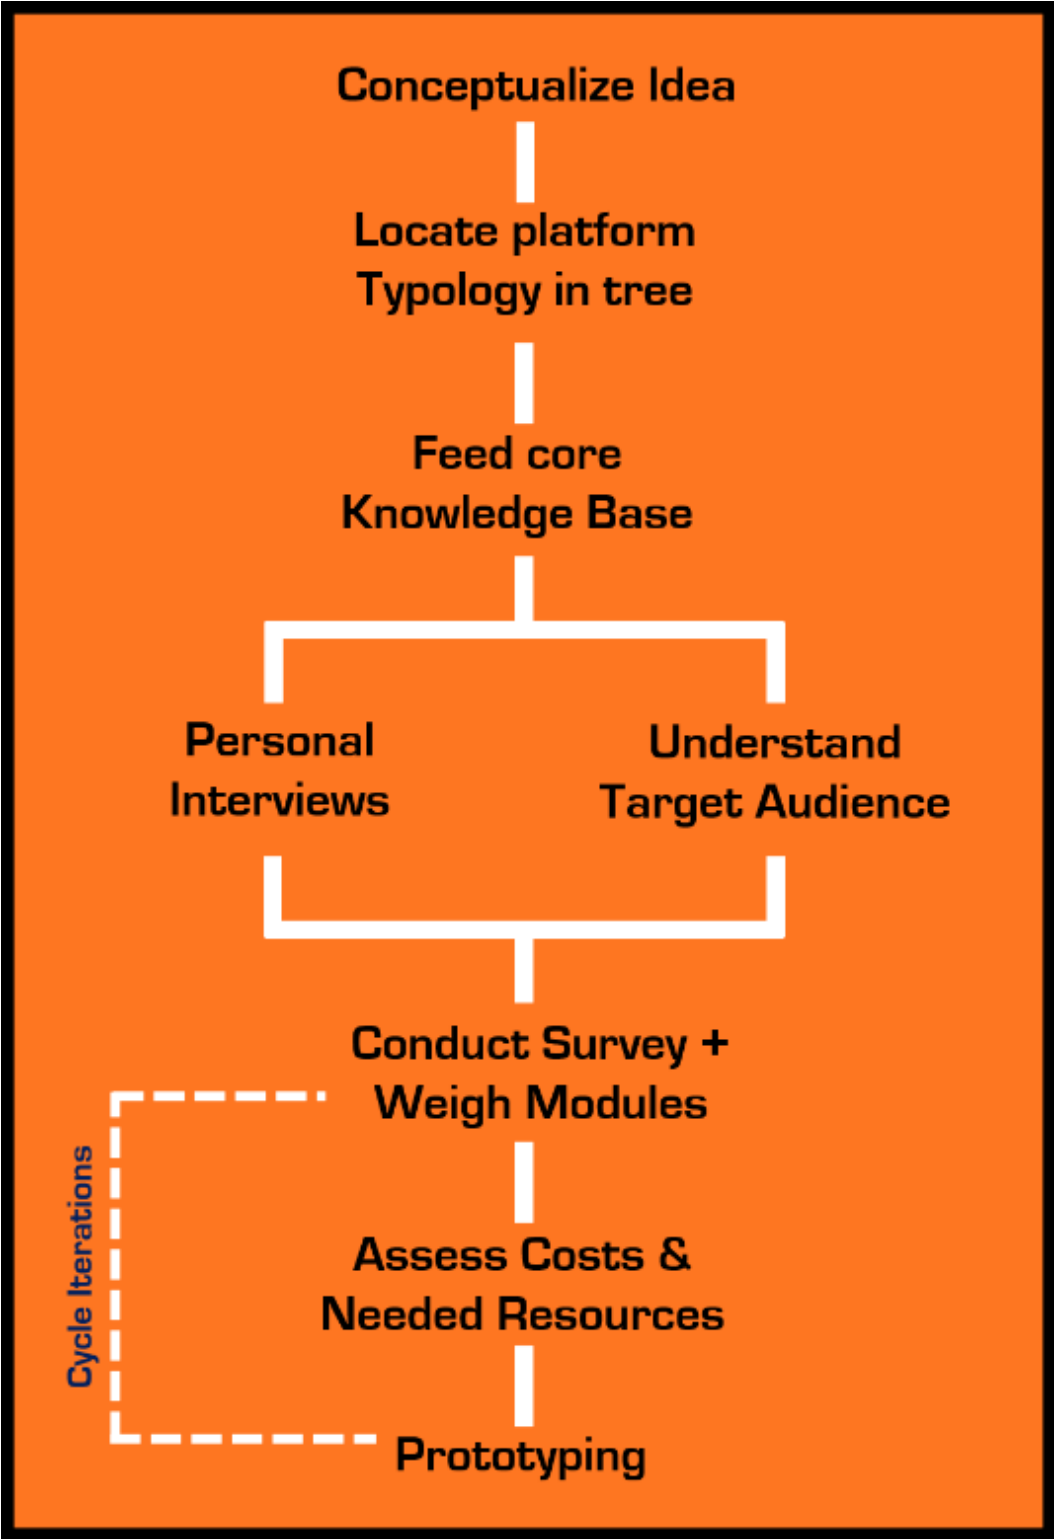 Conceptualize Idea
Locate platform
Typology in tree
Feed core
Knowledge Base
Personal
Interviews
Understand
Target Audience
Conduct Survey +
Weigh Modules
Cycle Iterations
Assess Costs &
Needed Resources
Prototyping